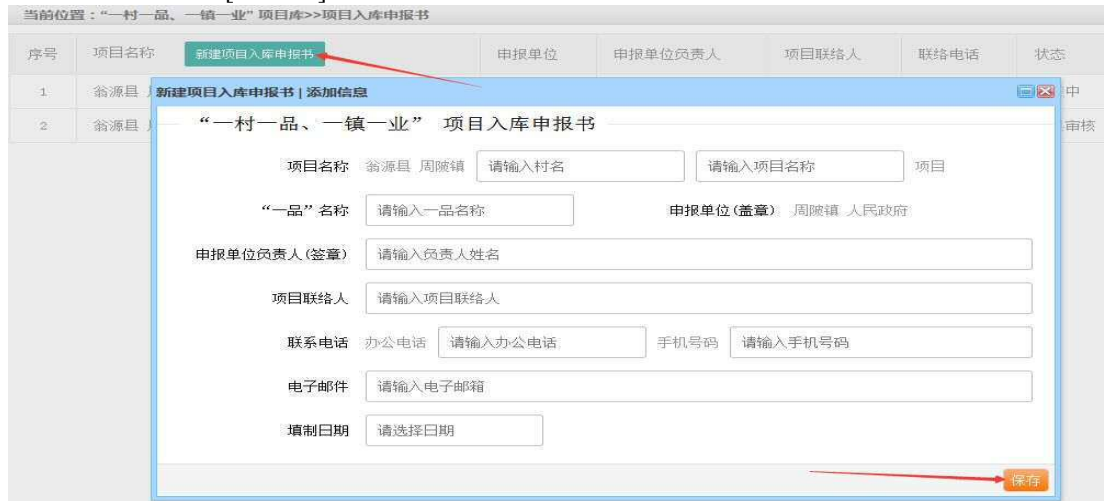 当前位置：“一村一品、一镇一业”项目库>>项目入库申报书
序号 项目名称 新建项目入库申报书 申报单位 申报单位负责人 项目联系人 联络电话 状态
1 翁源县 中
2 翁源县 审核
新建项目入库申报书|添加信息
“一村一品、一镇一业” 项目入库申报书
项目名称 翁源县 周陂镇 请输入村名 请输入项目名称 项目
“一品”名称 请输入一品名称 申报单位(盖章) 周陂镇 人民政府
申报单位负责人(签章) 请输入负责人姓名
项目联络人 请输入项目联络人
联系电话 办公电话 请输入办公电话 手机号码 请输入手机号码
电子邮件 请输入电子邮箱
填制日期 请选择日期
保存